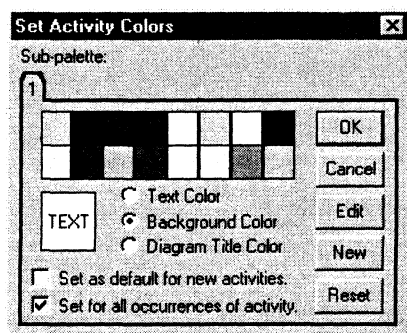 Set Activity Colors
Sub-palette:
1
OK
Cancel
Text Color
TEXT
Background Color
Edit
Diagram Title Color
New
Set as default for new activities.
Set for all occurrences of activity.
Reset